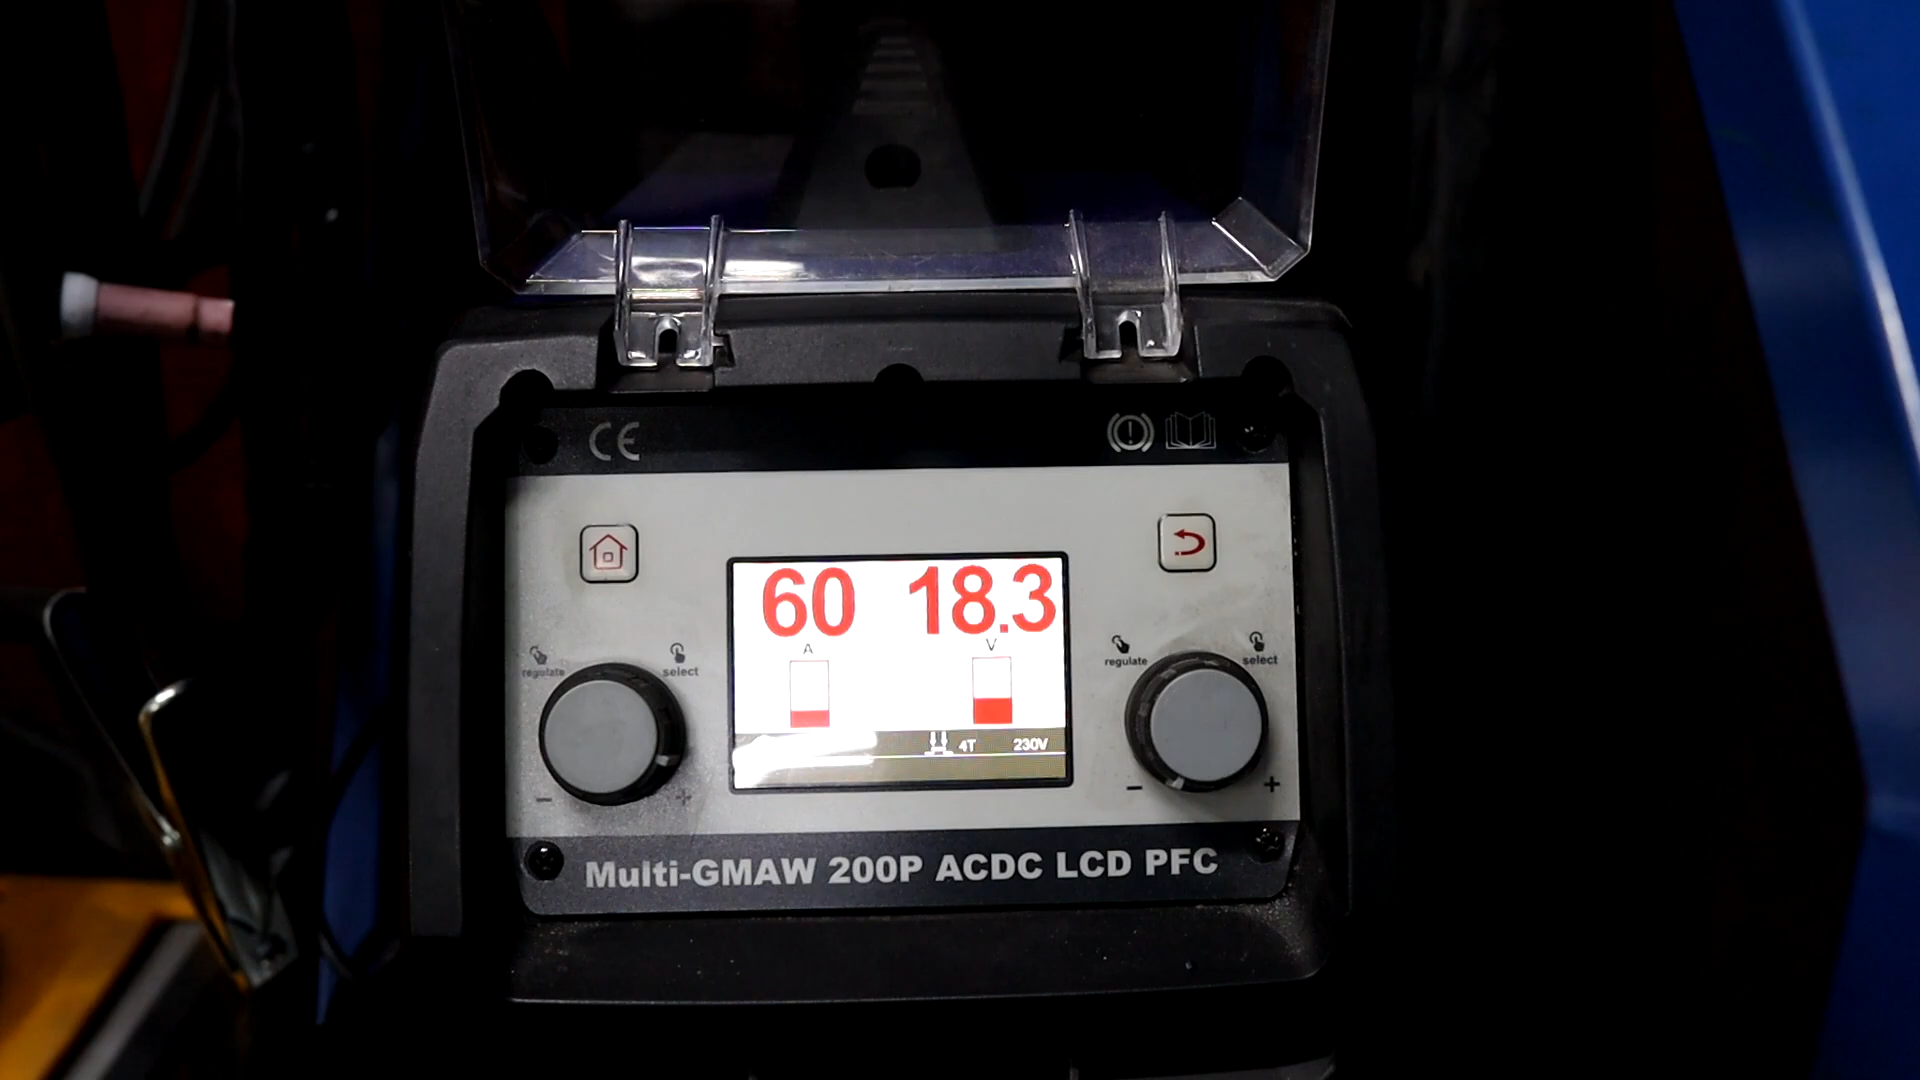 CE
60 18.3
A V
regulate select
regulate select
4T 230V
- +
- +
Multi-GMAW 200P ACDC LCD PFC